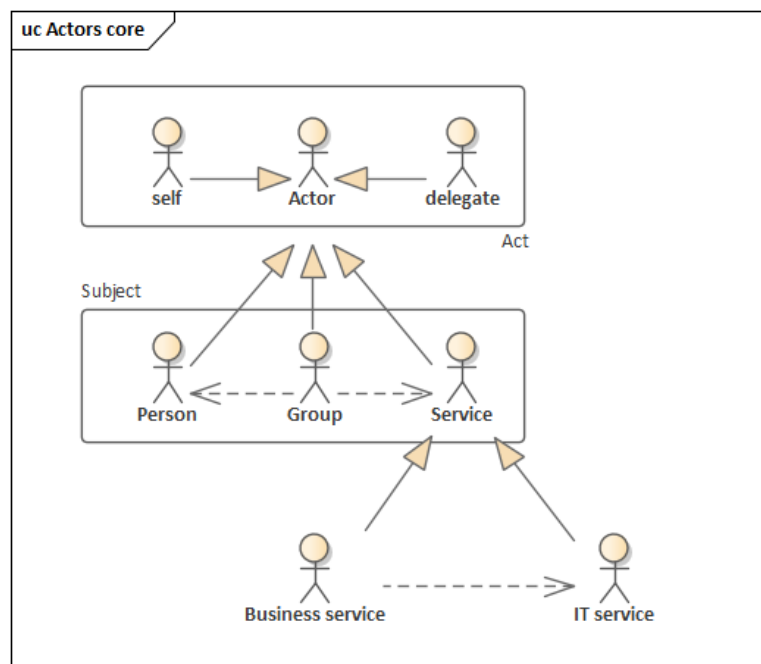 uc Actors core
self
Actor
delegate
Act
Subject
Person
Group
Service
Business service
IT service